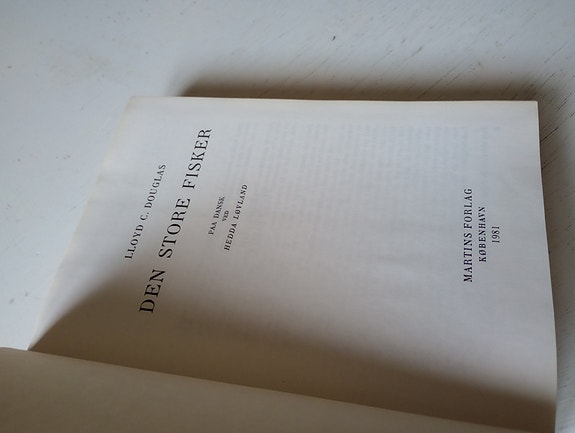 LLOYD C. DOUGLAS
DEN STORE FISKER
PAA DANSK
VED
HEDDA LØVLAND
MARTINS FORLAG
KØBENHAVN
1981